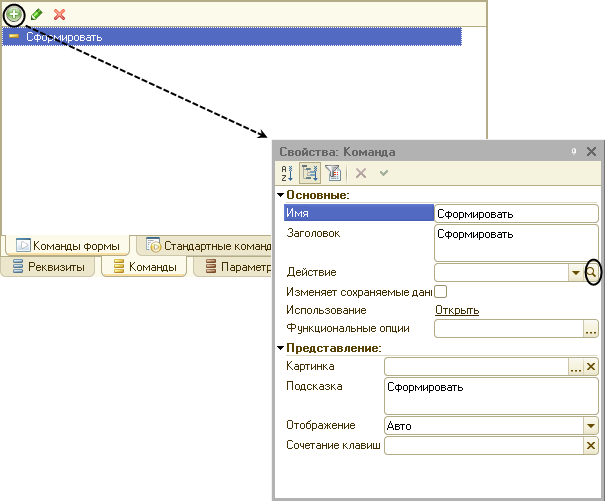 Сформировать
Команды формы
Стандартные команд
Реквизиты
Команды
Параметр
Свойства: Команда
Основные:
Имя Сформировать
Заголовок Сформировать
Действие
Изменяет сохраняемые данн
Использование Открыть
Функциональные опции ...
Представление:
Картинка ...
Подсказка Сформировать
Отображение Авто
Сочетание клавиш